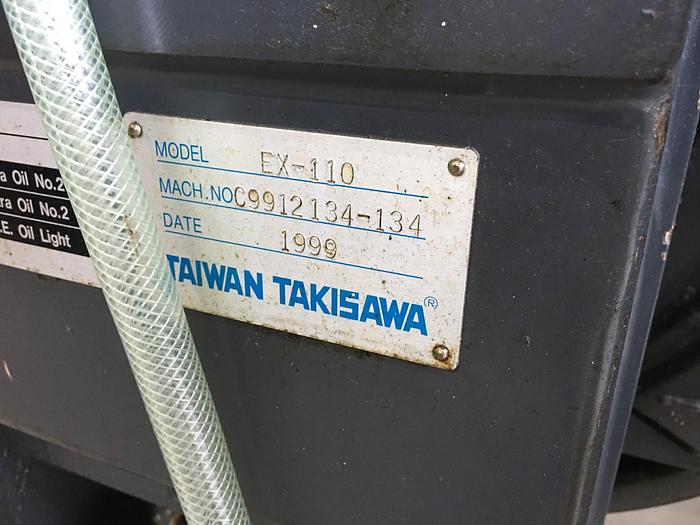 MODEL EX-110
MACH.NO C9912134-134
DATE 1999
TAIWAN TAKISAWA®
a Oil No.2
tra Oil No.2
.E. Oil Light